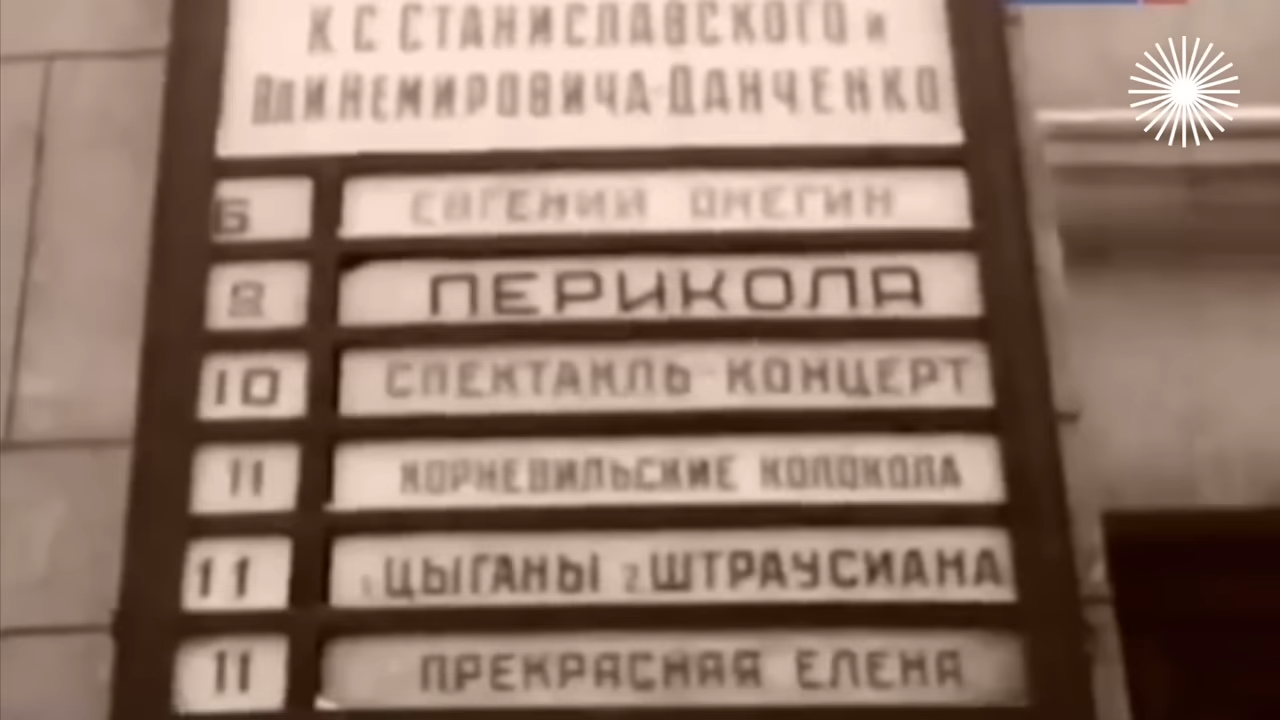 К С СТАНИСЛАВСКОГО и
ВЛ И НЕМИРОВИЧА-ДАНЧЕНКО
6 ЕВГЕНИЙ ОНЕГИН
8 ПЕРИКОЛА
10 СПЕКТАКЛЬ-КОНЦЕРТ
11 КОРНЕВИЛЬСКИЕ КОЛОКОЛА
11 1. ЦЫГАНЫ 2. ШТРАУСИАНА
11 ПРЕКРАСНАЯ ЕЛЕНА